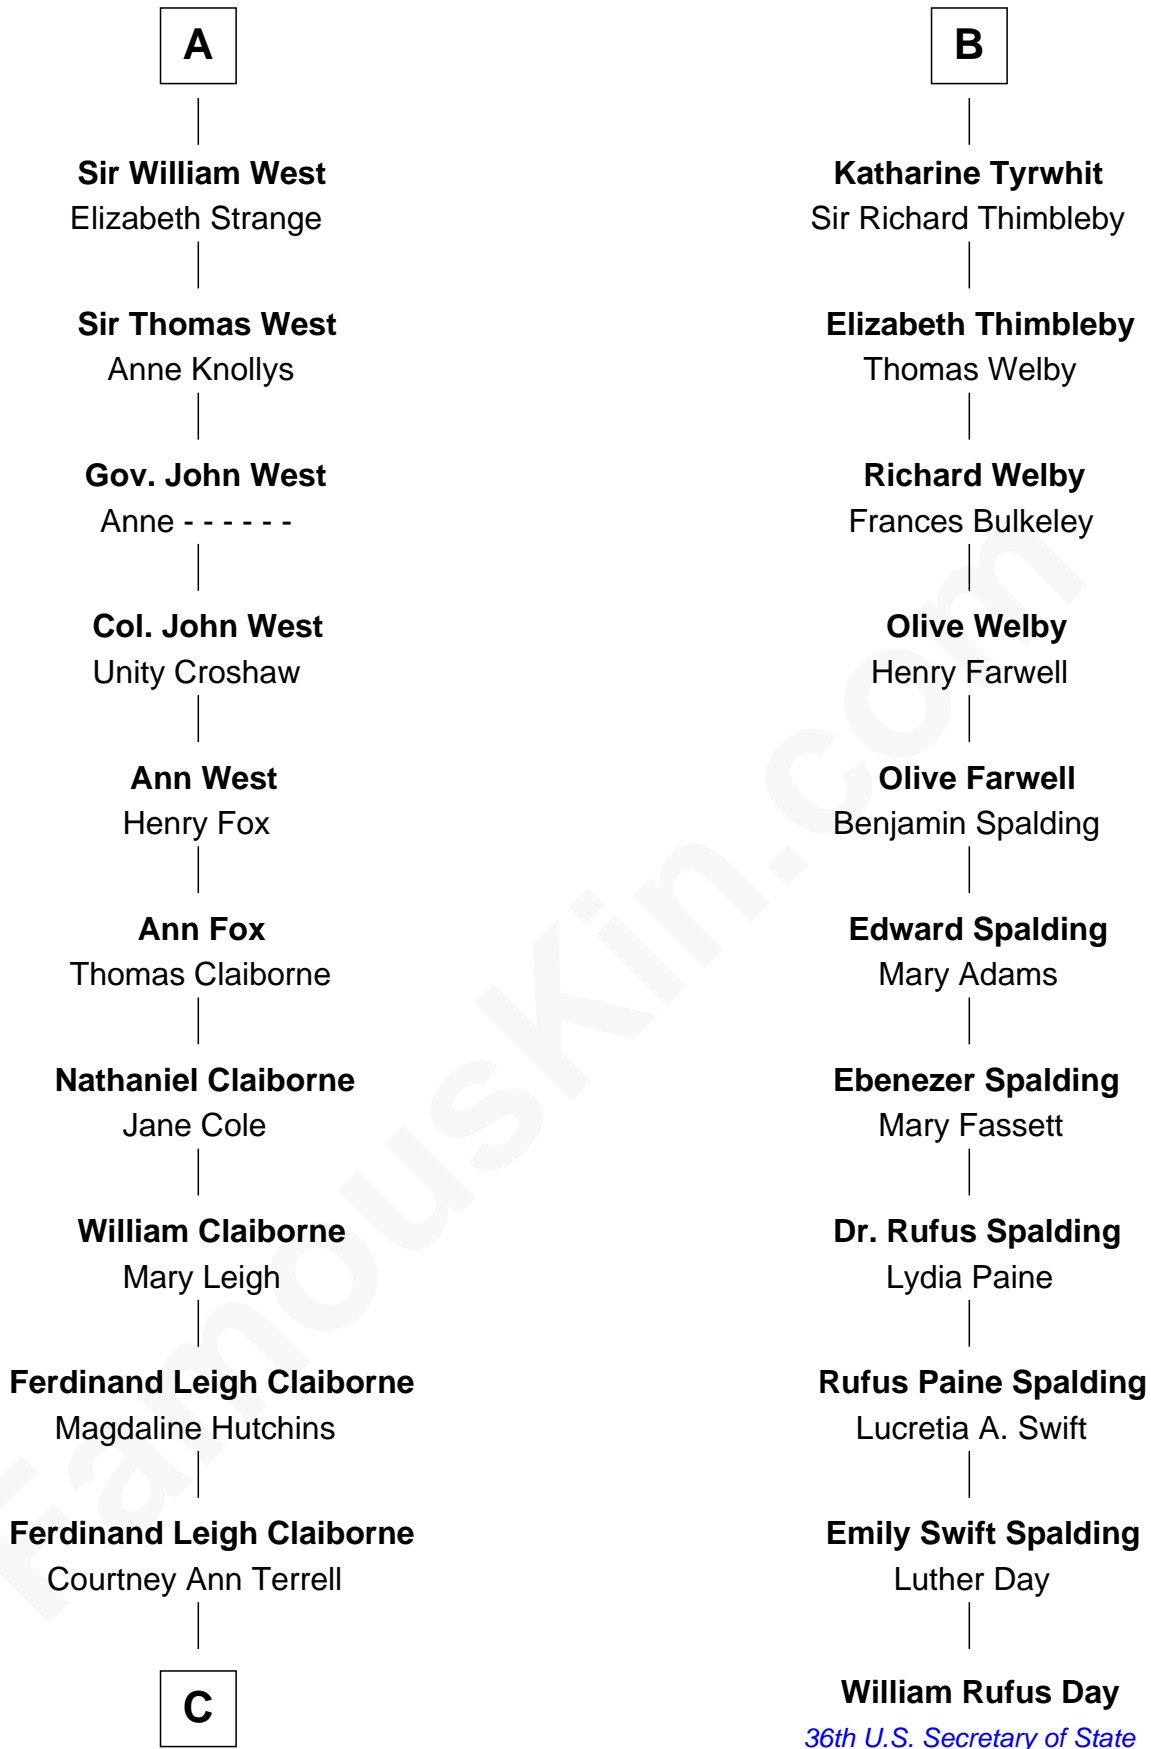 A
Sir William West
Elizabeth Strange
Sir Thomas West
Anne Knollys
Gov. John West
Anne - - - - - -
Col. John West
Unity Croshaw
Ann West
Henry Fox
Ann Fox
Thomas Claiborne
Nathaniel Claiborne
Jane Cole
William Claiborne
Mary Leigh
Ferdinand Leigh Claiborne
Magdaline Hutchins
Ferdinand Leigh Claiborne
Courtney Ann Terrell
C
B
Katharine Tyrwhit
Sir Richard Thimbleby
Elizabeth Thimbleby
Thomas Welby
Richard Welby
Frances Bulkeley
Olive Welby
Henry Farwell
Olive Farwell
Benjamin Spalding
Edward Spalding
Mary Adams
Ebenezer Spalding
Mary Fassett
Dr. Rufus Spalding
Lydia Paine
Rufus Paine Spalding
Lucretia A. Swift
Emily Swift Spalding
Luther Day
William Rufus Day
36th U.S. Secretary of State
FamousKin.com